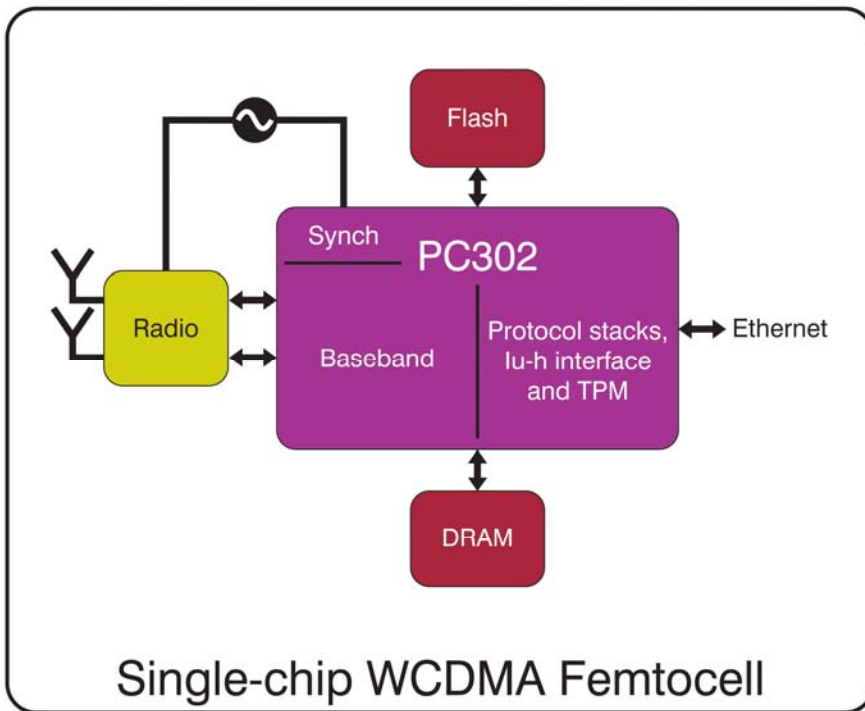 Flash
Synch
PC302
Radio
Baseband
Protocol stacks,
Iu-h interface
and TPM
Ethernet
DRAM
Single-chip WCDMA Femtocell